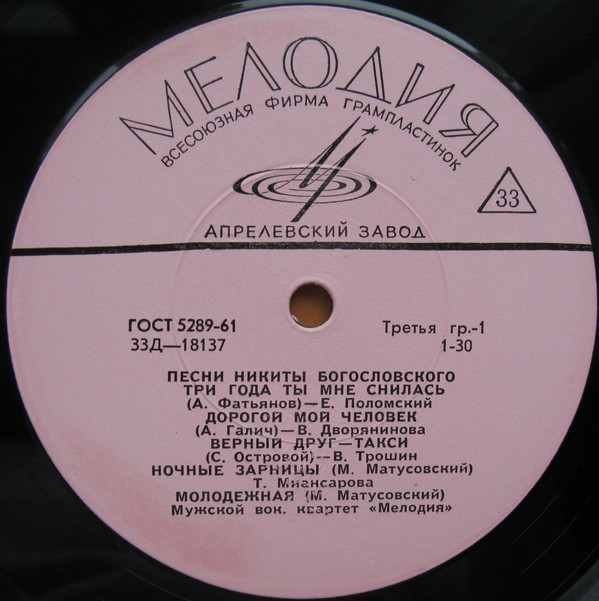 МЕЛОДИЯ
ВСЕСОЮЗНАЯ ФИРМА ГРАМПЛАСТИНОК
33
АПРЕЛЕВСКИЙ ЗАВОД
ГОСТ 5289-61
Третья гр.-1
33Д—18137
1-30
ПЕСНИ НИКИТЫ БОГОСЛОВСКОГО
ТРИ ГОДА ТЫ МНЕ СНИЛАСЬ
(А. Фатьянов)—Е. Поломский
ДОРОГОЙ МОЙ ЧЕЛОВЕК
(А. Галич)—В. Дворянинова
ВЕРНЫЙ ДРУГ—ТАКСИ
(С. Островой)—В. Трошин
НОЧНЫЕ ЗАРНИЦЫ (М. Матусовский)
Т. Миансарова
МОЛОДЕЖНАЯ (М. Матусовский)
Мужской вок. квартет «Мелодия»